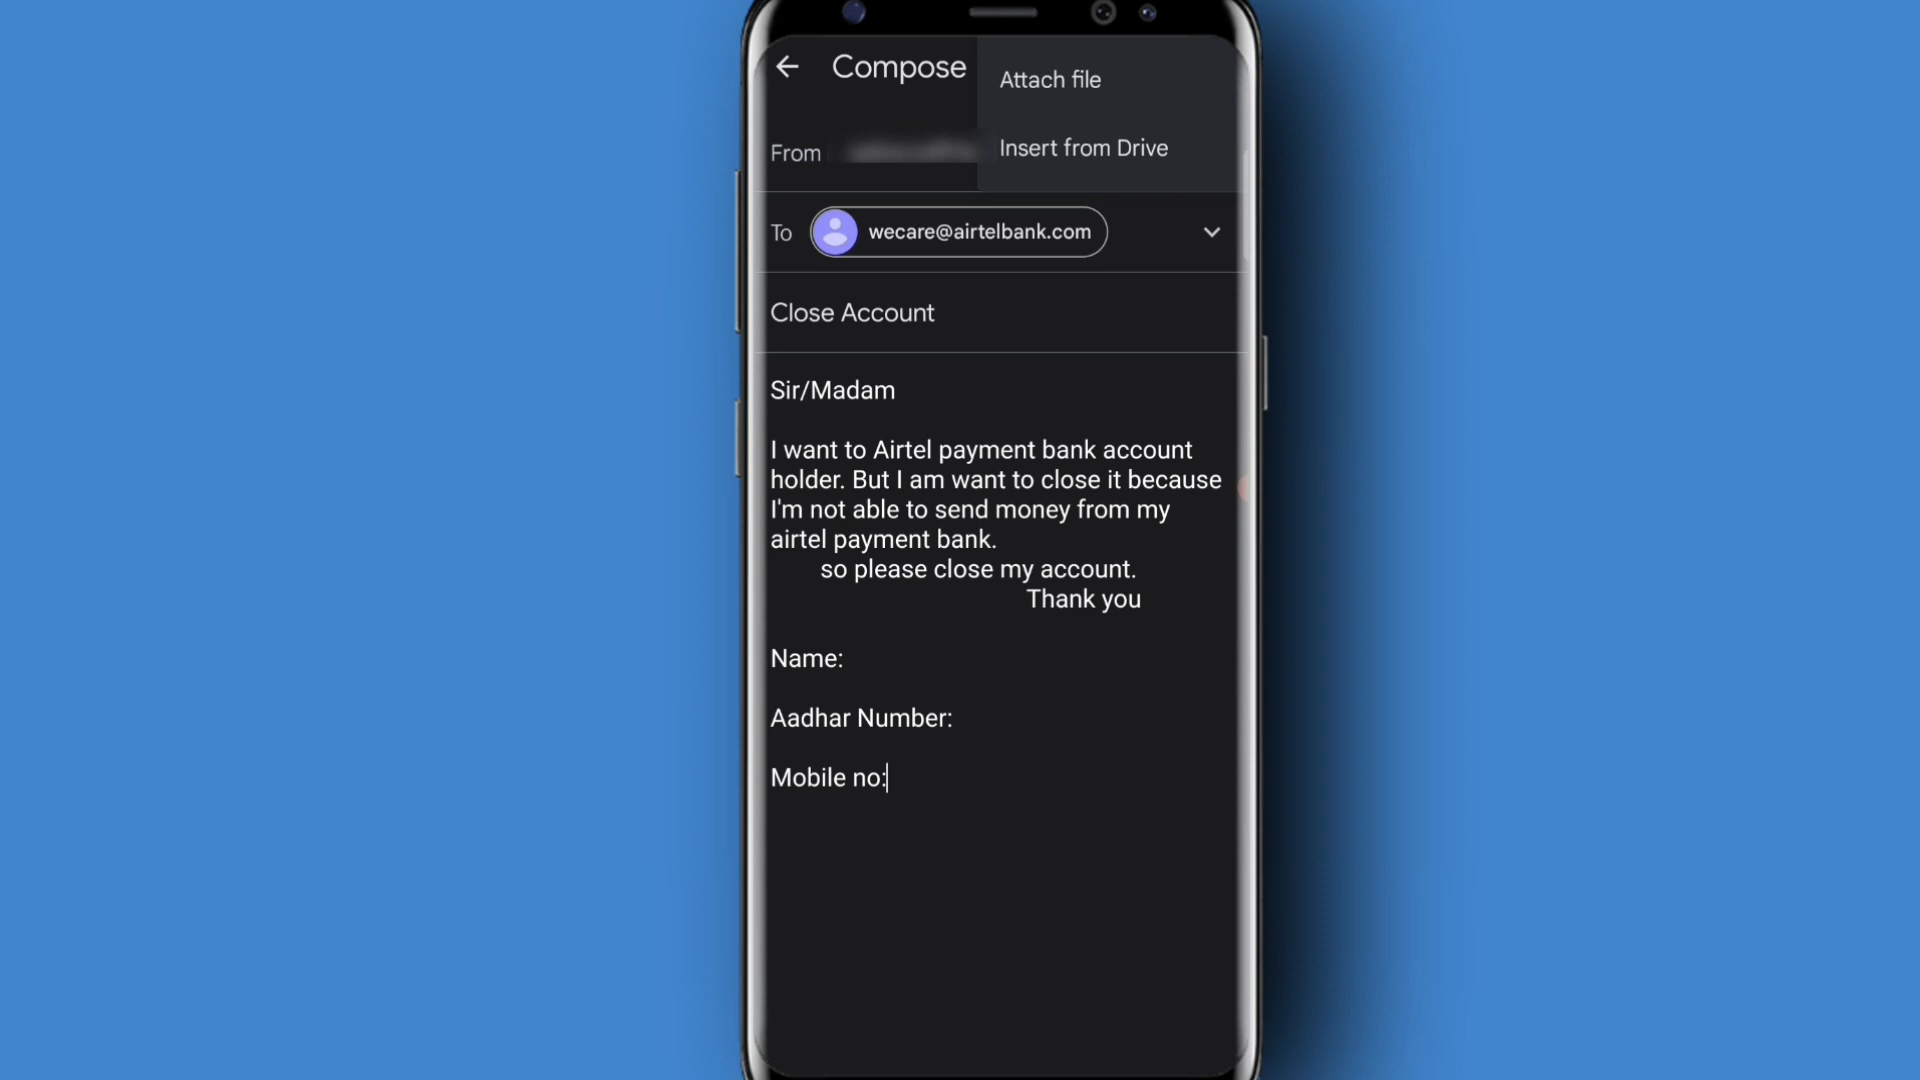 Compose
Attach file
Insert from Drive
From
To wecare@airtelbank.com
Close Account
Sir/Madam
I want to Airtel payment bank account
holder. But I am want to close it because
I'm not able to send money from my
airtel payment bank.
so please close my account.
Thank you
Name:
Aadhar Number:
Mobile no: